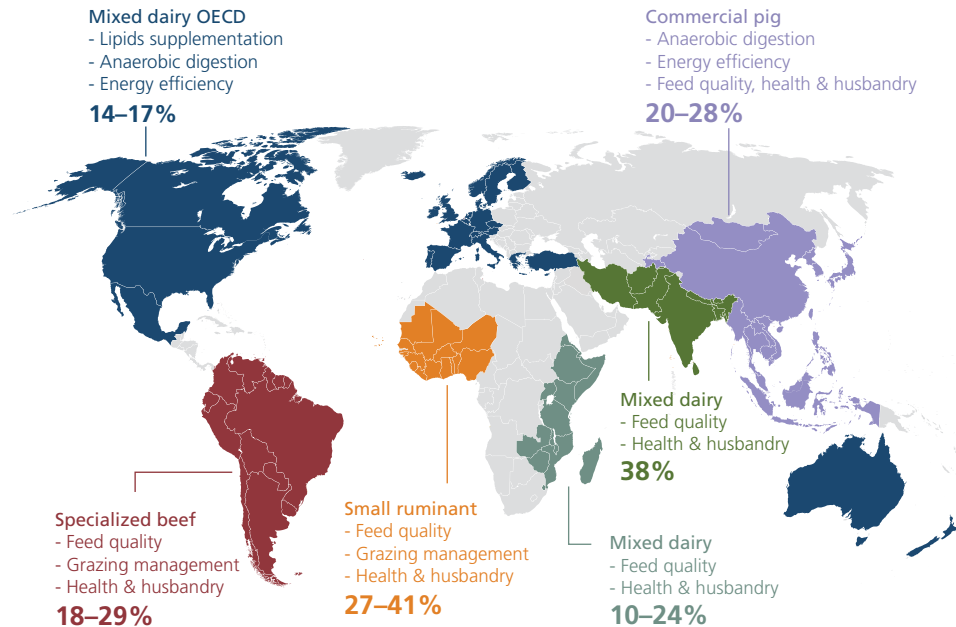 Mixed dairy OECD
- Lipids supplementation
- Anaerobic digestion
- Energy efficiency
14–17%
Commercial pig
- Anaerobic digestion
- Energy efficiency
- Feed quality, health & husbandry
20–28%
Mixed dairy
- Feed quality
- Health & husbandry
38%
Specialized beef
- Feed quality
- Grazing management
- Health & husbandry
18–29%
Small ruminant
- Feed quality
- Grazing management
- Health & husbandry
27–41%
Mixed dairy
- Feed quality
- Health & husbandry
10–24%